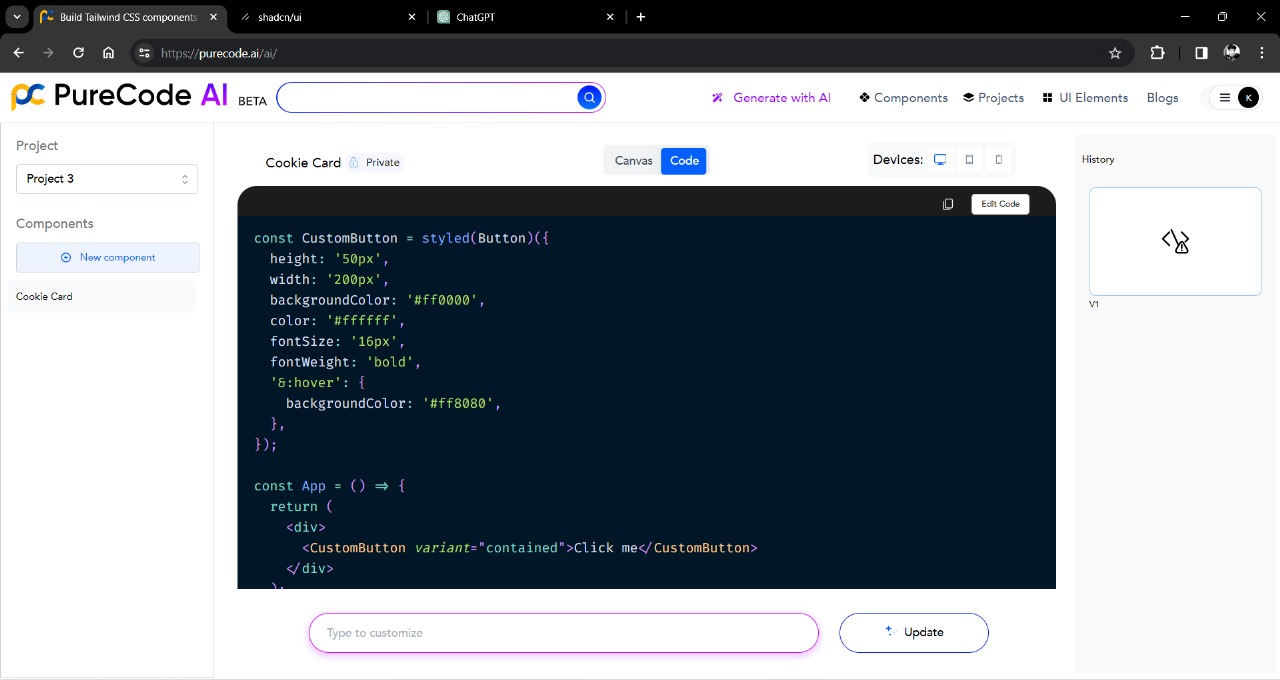 Build Tailwind CSS components
shadcn/ui
ChatGPT
https://purecode.ai/ai/
PureCode AI BETA
Generate with AI
Components
Projects
UI Elements
Blogs
K
Project
Project 3
Components
New component
Cookie Card
Cookie Card
Private
Canvas
Code
Devices:
Edit Code
const CustomButton = styled(Button)({
  height: '50px',
  width: '200px',
  backgroundColor: '#ff0000',
  color: '#ffffff',
  fontSize: '16px',
  fontWeight: 'bold',
  '&:hover': {
    backgroundColor: '#ff8080',
  },
});
const App = () => {
  return (
    <div>
      <CustomButton variant="contained">Click me</CustomButton>
    </div>
  );
Type to customize
Update
History
V1